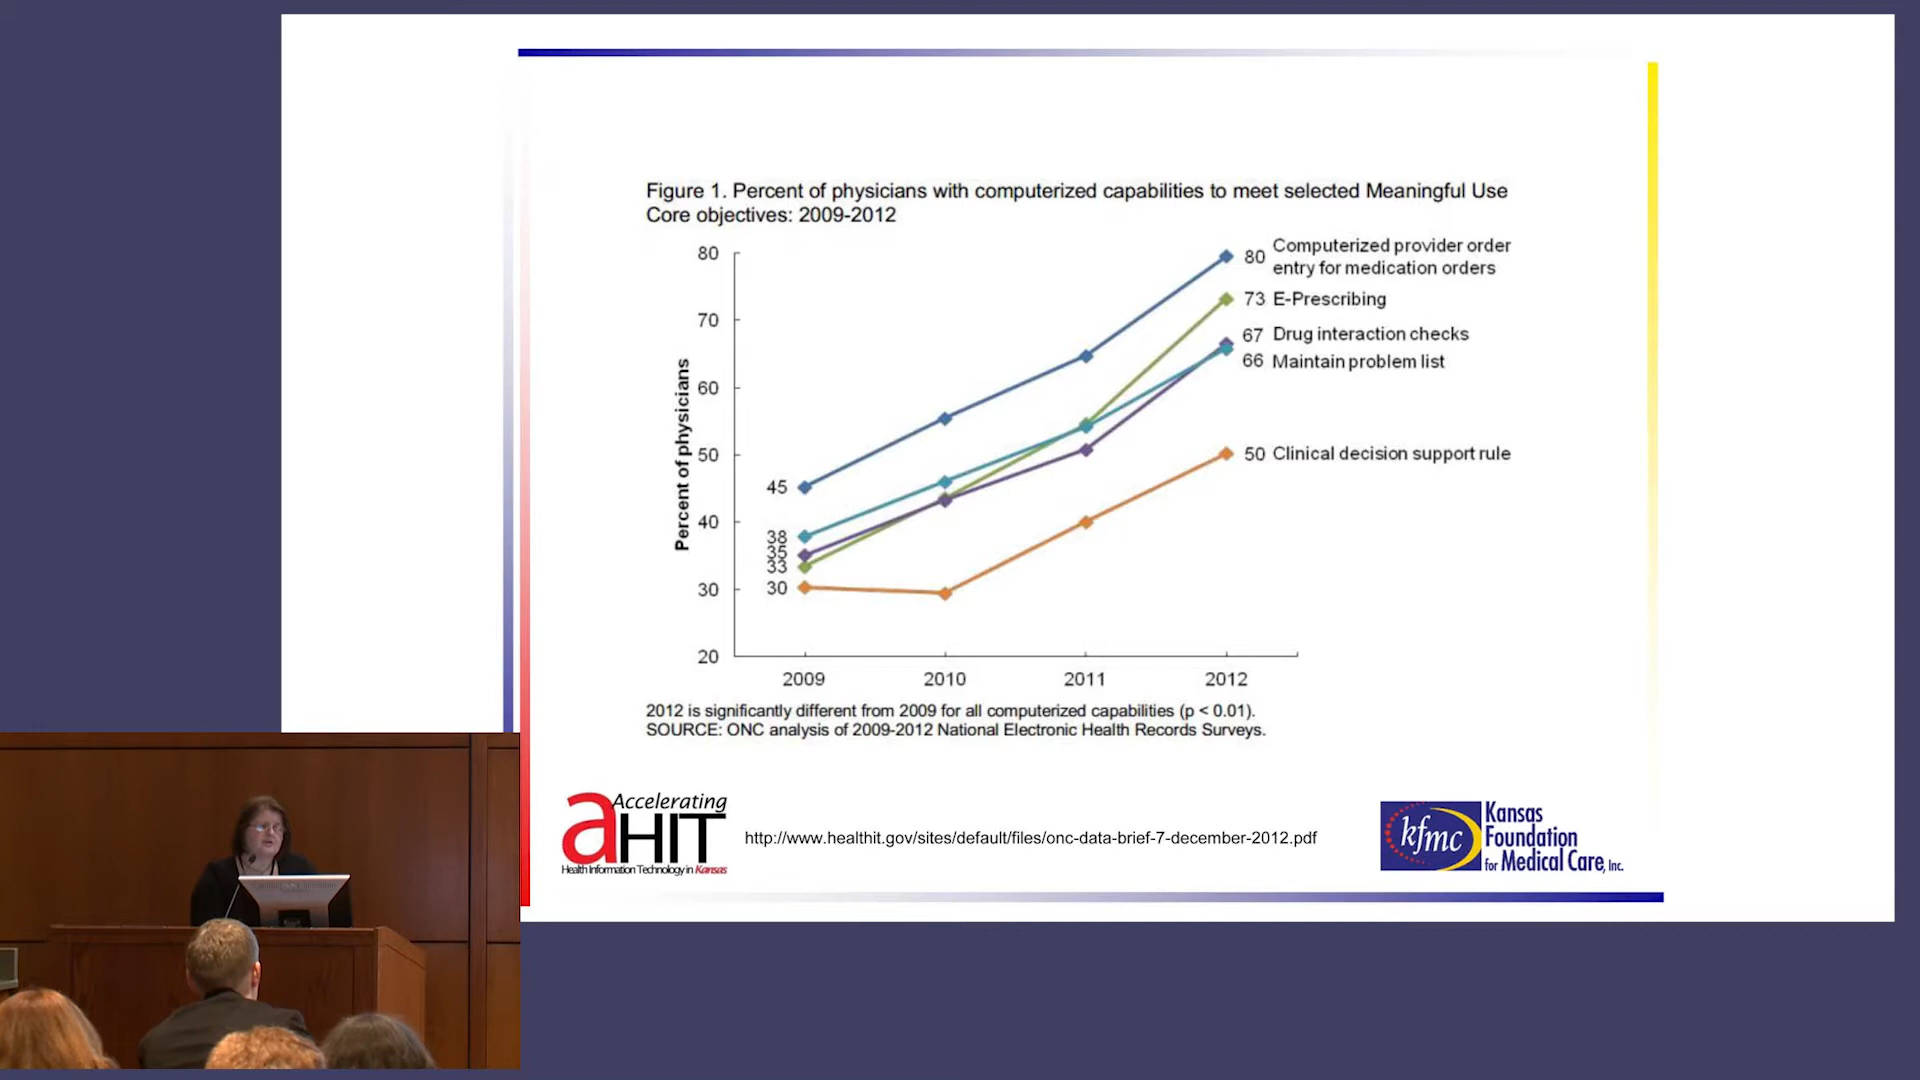 Figure 1. Percent of physicians with computerized capabilities to meet selected Meaningful Use
Core objectives: 2009-2012
Percent of physicians
80
70
60
50
40
30
20
45
38
35
33
30
80 Computerized provider order
entry for medication orders
73 E-Prescribing
67 Drug interaction checks
66 Maintain problem list
50 Clinical decision support rule
2009 2010 2011 2012
2012 is significantly different from 2009 for all computerized capabilities (p < 0.01).
SOURCE: ONC analysis of 2009-2012 National Electronic Health Records Surveys.
Accelerating
aHIT
Health Information Technology in Kansas
http://www.healthit.gov/sites/default/files/onc-data-brief-7-december-2012.pdf
kfmc
Kansas
Foundation
for Medical Care, Inc.